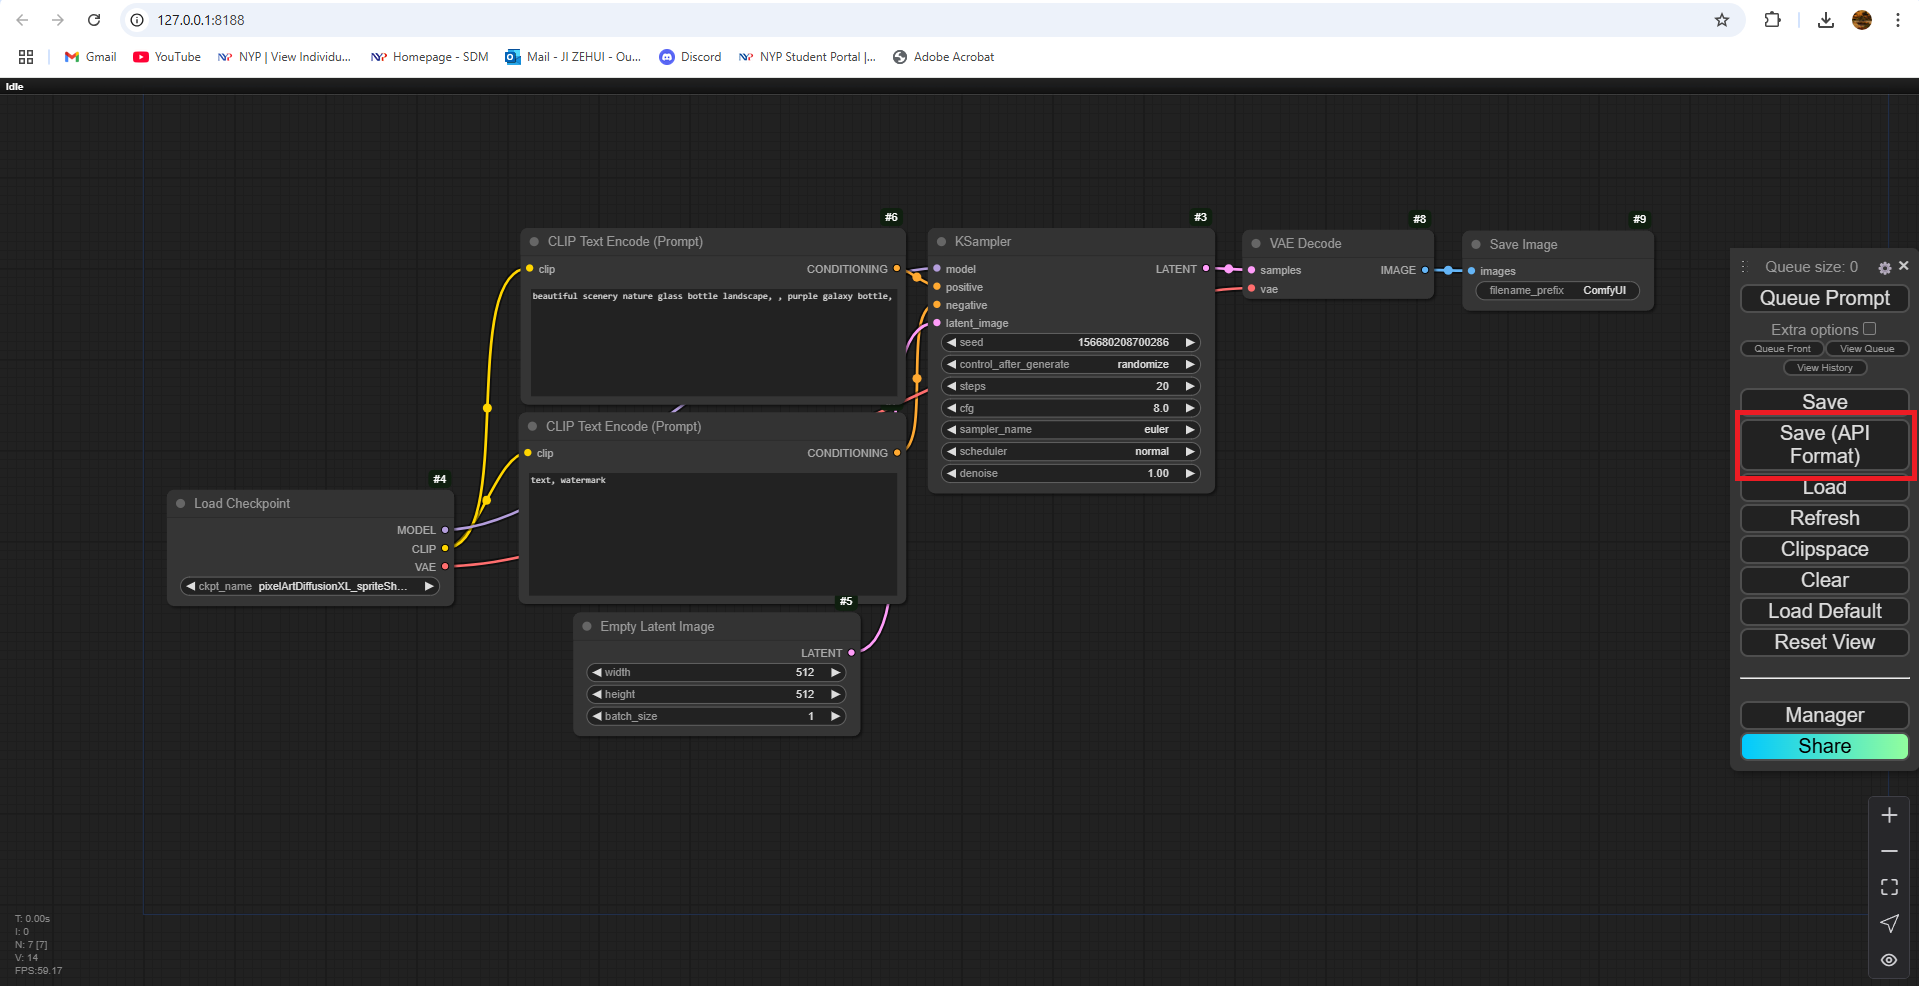 127.0.0.1:8188
Gmail
YouTube
NYP | View Individu...
Homepage - SDM
Mail - JI ZEHUI - Ou...
Discord
NYP Student Portal |...
Adobe Acrobat
Idle
#6
CLIP Text Encode (Prompt)
clip CONDITIONING
beautiful scenery nature glass bottle landscape, , purple galaxy bottle,
CLIP Text Encode (Prompt)
clip CONDITIONING
text, watermark
#4
Load Checkpoint
MODEL
CLIP
VAE
ckpt_name pixelArtDiffusionXL_spriteSh...
#5
Empty Latent Image
LATENT
width 512
height 512
batch_size 1
#3
KSampler
model LATENT
positive
negative
latent_image
seed 156680208700286
control_after_generate randomize
steps 20
cfg 8.0
sampler_name euler
scheduler normal
denoise 1.00
#8
VAE Decode
samples IMAGE
vae
#9
Save Image
images
filename_prefix ComfyUI
Queue size: 0
Queue Prompt
Extra options
Queue Front View Queue
View History
Save
Save (API
Format)
Load
Refresh
Clipspace
Clear
Load Default
Reset View
Manager
Share
T: 0.00s
I: 0
N: 7 [7]
V: 14
FPS:59.17